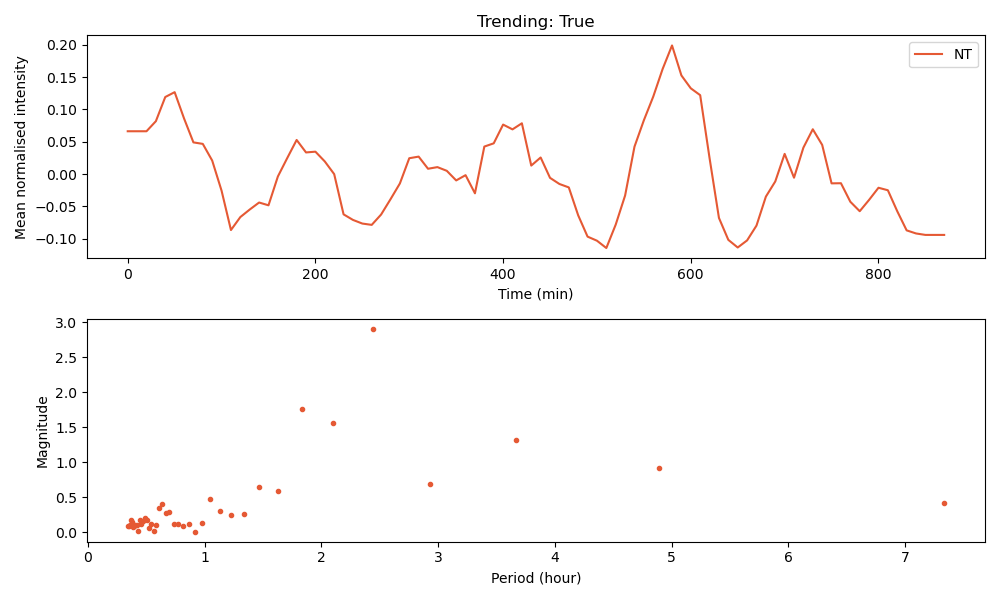 Trending: True
Mean normalised intensity
0.20
0.15
0.10
0.05
0.00
−0.05
−0.10
NT
0 200 400 600 800
Time (min)
Magnitude
3.0
2.5
2.0
1.5
1.0
0.5
0.0
0 1 2 3 4 5 6 7
Period (hour)